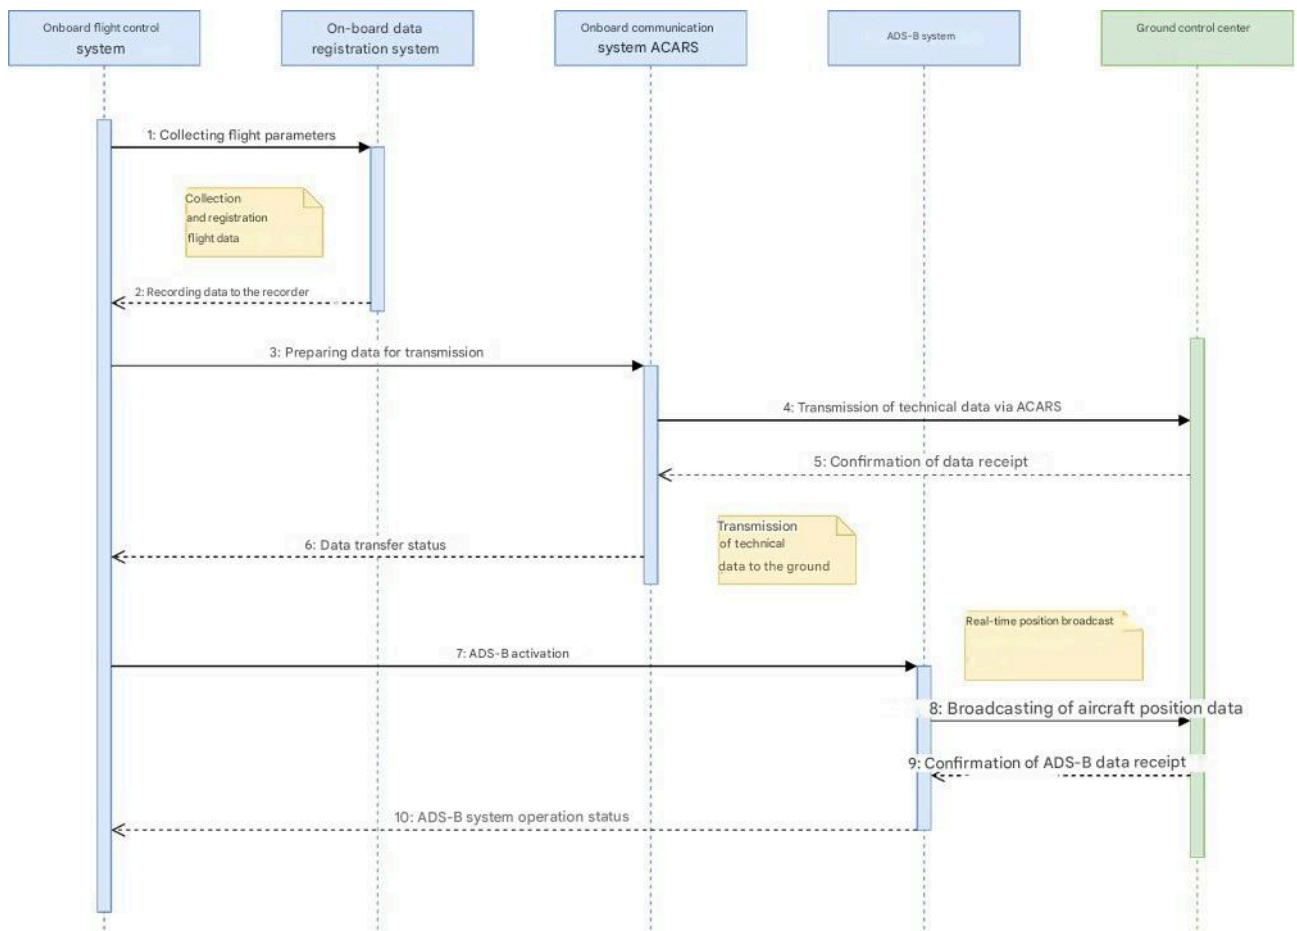 Onboard flight control
system
On-board data
registration system
Onboard communication
system ACARS
ADS-B system
Ground control center
1: Collecting flight parameters
Collection
and registration
flight data
2: Recording data to the recorder
3: Preparing data for transmission
4: Transmission of technical data via ACARS
5: Confirmation of data receipt
Transmission
of technical
data to the ground
6: Data transfer status
Real-time position broadcast
7: ADS-B activation
8: Broadcasting of aircraft position data
9: Confirmation of ADS-B data receipt
10: ADS-B system operation status